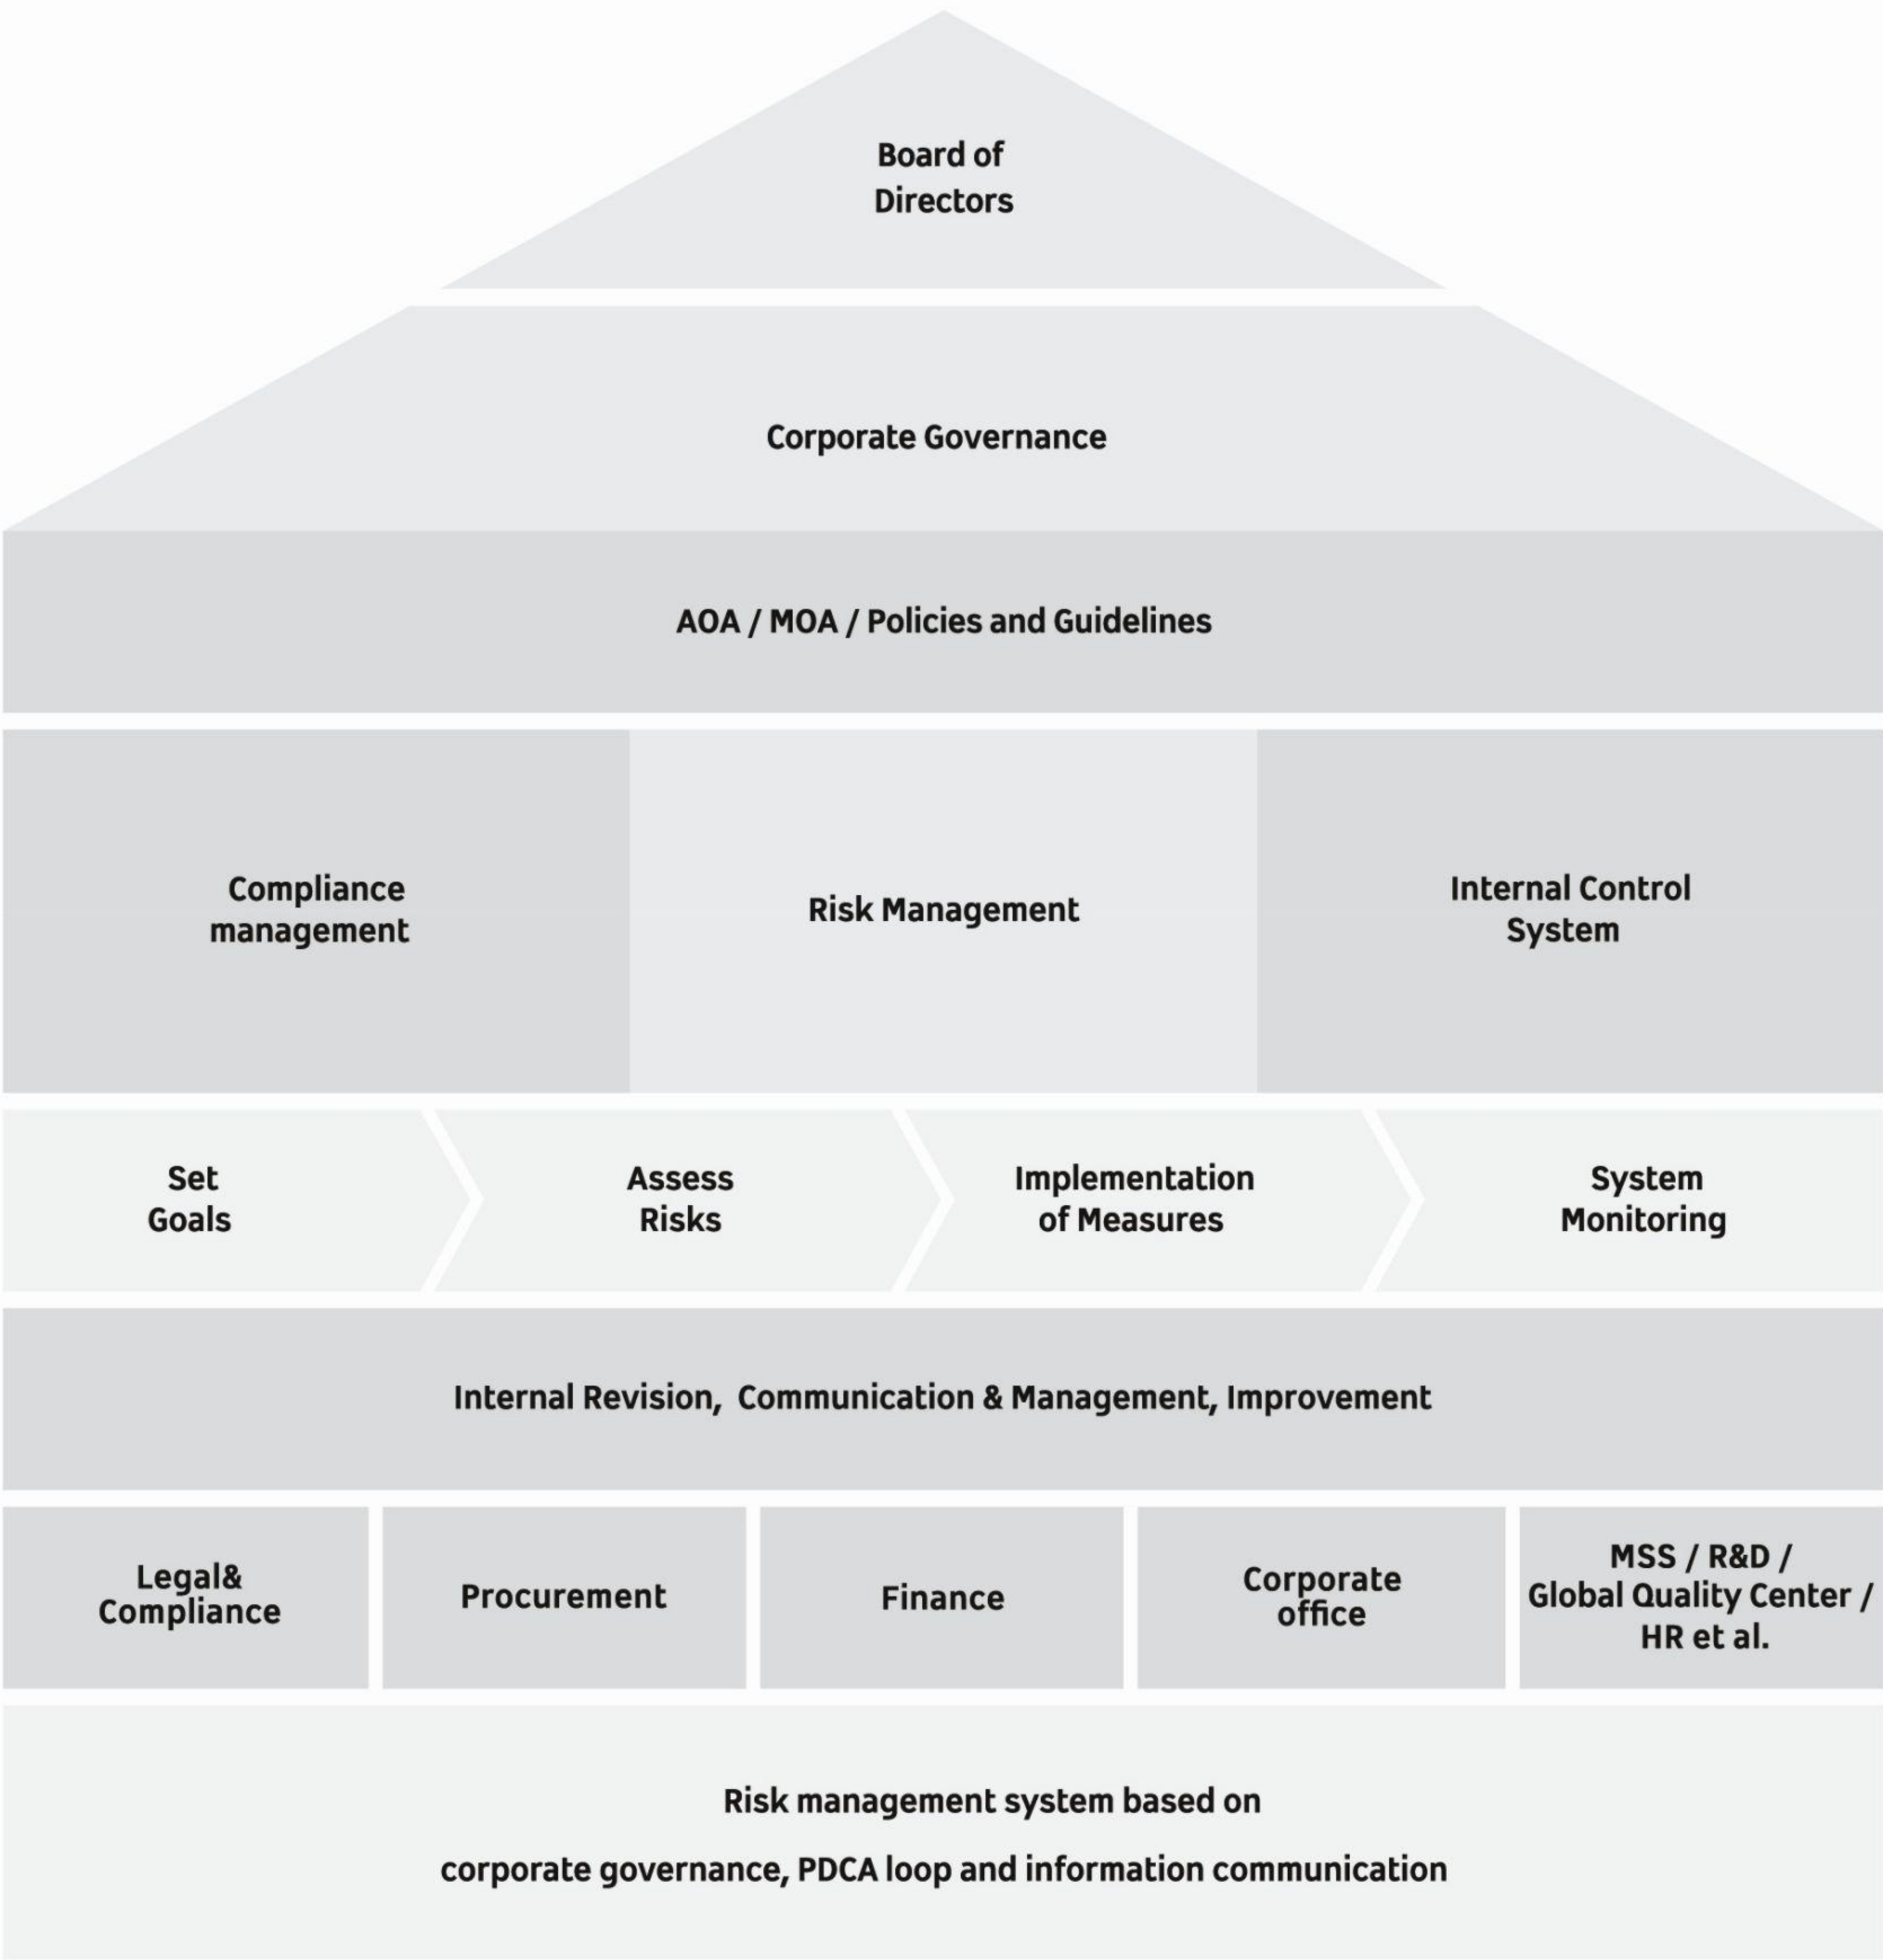 Board of
Directors
Corporate Governance
AOA / MOA / Policies and Guidelines
Compliance
management
Risk Management
Internal Control
System
Set
Goals
Assess
Risks
Implementation
of Measures
System
Monitoring
Internal Revision, Communication & Management, Improvement
Legal&
Compliance
Procurement
Finance
Corporate
office
MSS / R&D /
Global Quality Center /
HR et al.
Risk management system based on
corporate governance, PDCA loop and information communication